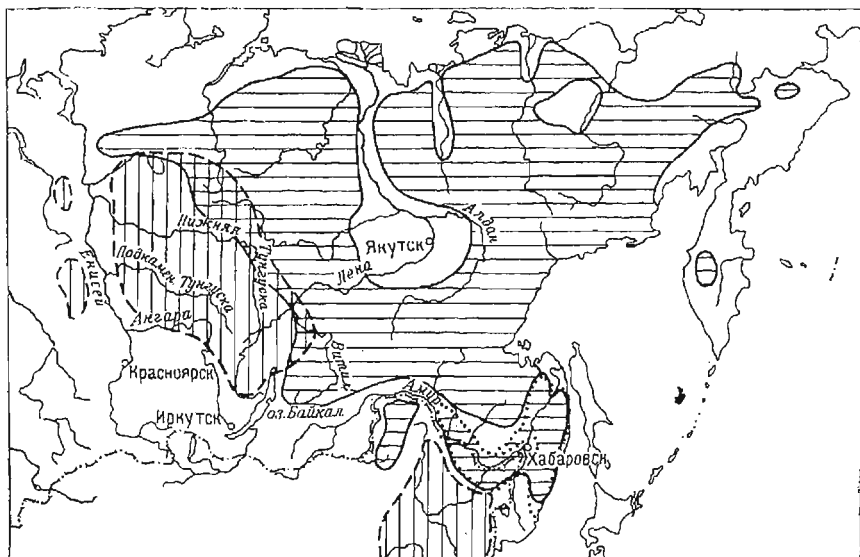 Нижняя
Тунгуска
Подкамен Тунгуска
Енисей
Ангара
Красноярск
Иркутск
оз. Байкал
Лена
Якутск
Алдан
Витим
Амур
Хабаровск